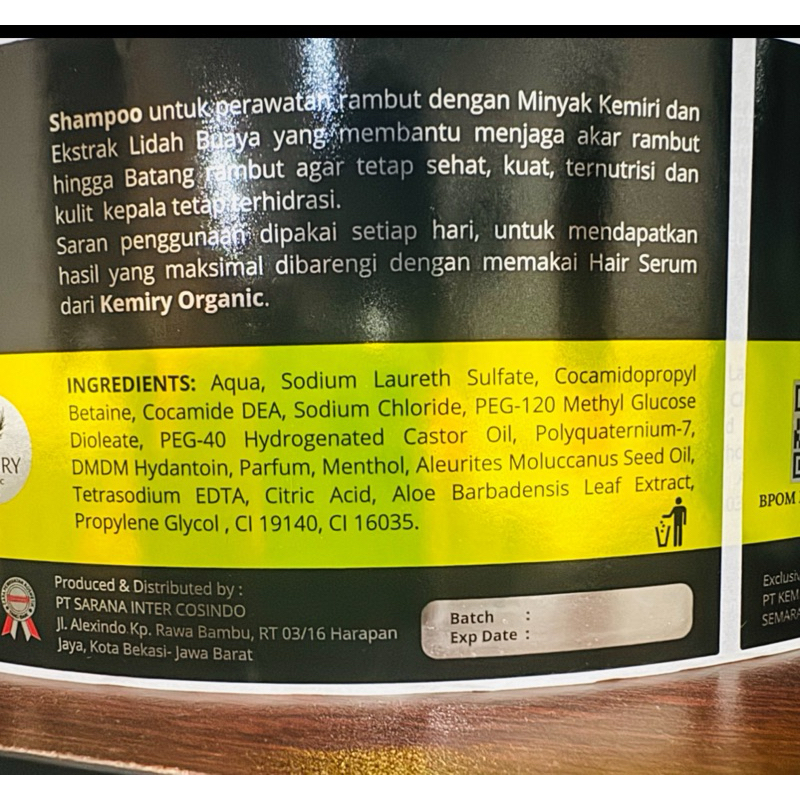 Shampoo untuk perawatan rambut dengan Minyak Kemiri dan
Ekstrak Lidah Buaya yang membantu menjaga akar rambut
hingga Batang rambut agar tetap sehat, kuat, ternutrisi dan
kulit kepala tetap terhidrasi.
Saran penggunaan dipakai setiap hari, untuk mendapatkan
hasil yang maksimal dibarengi dengan memakai Hair Serum
dari Kemiry Organic.
INGREDIENTS: Aqua, Sodium Laureth Sulfate, Cocamidopropyl
Betaine, Cocamide DEA, Sodium Chloride, PEG-120 Methyl Glucose
Dioleate, PEG-40 Hydrogenated Castor Oil, Polyquaternium-7,
DMDM Hydantoin, Parfum, Menthol, Aleurites Moluccanus Seed Oil,
Tetrasodium EDTA, Citric Acid, Aloe Barbadensis Leaf Extract,
Propylene Glycol , CI 19140, CI 16035.
RY
Produced & Distributed by :
PT SARANA INTER COSINDO
Jl. Alexindo Kp. Rawa Bambu, RT 03/16 Harapan
Jaya, Kota Bekasi- Jawa Barat
Batch :
Exp Date :
BPOM
PT KEM
SEMARA